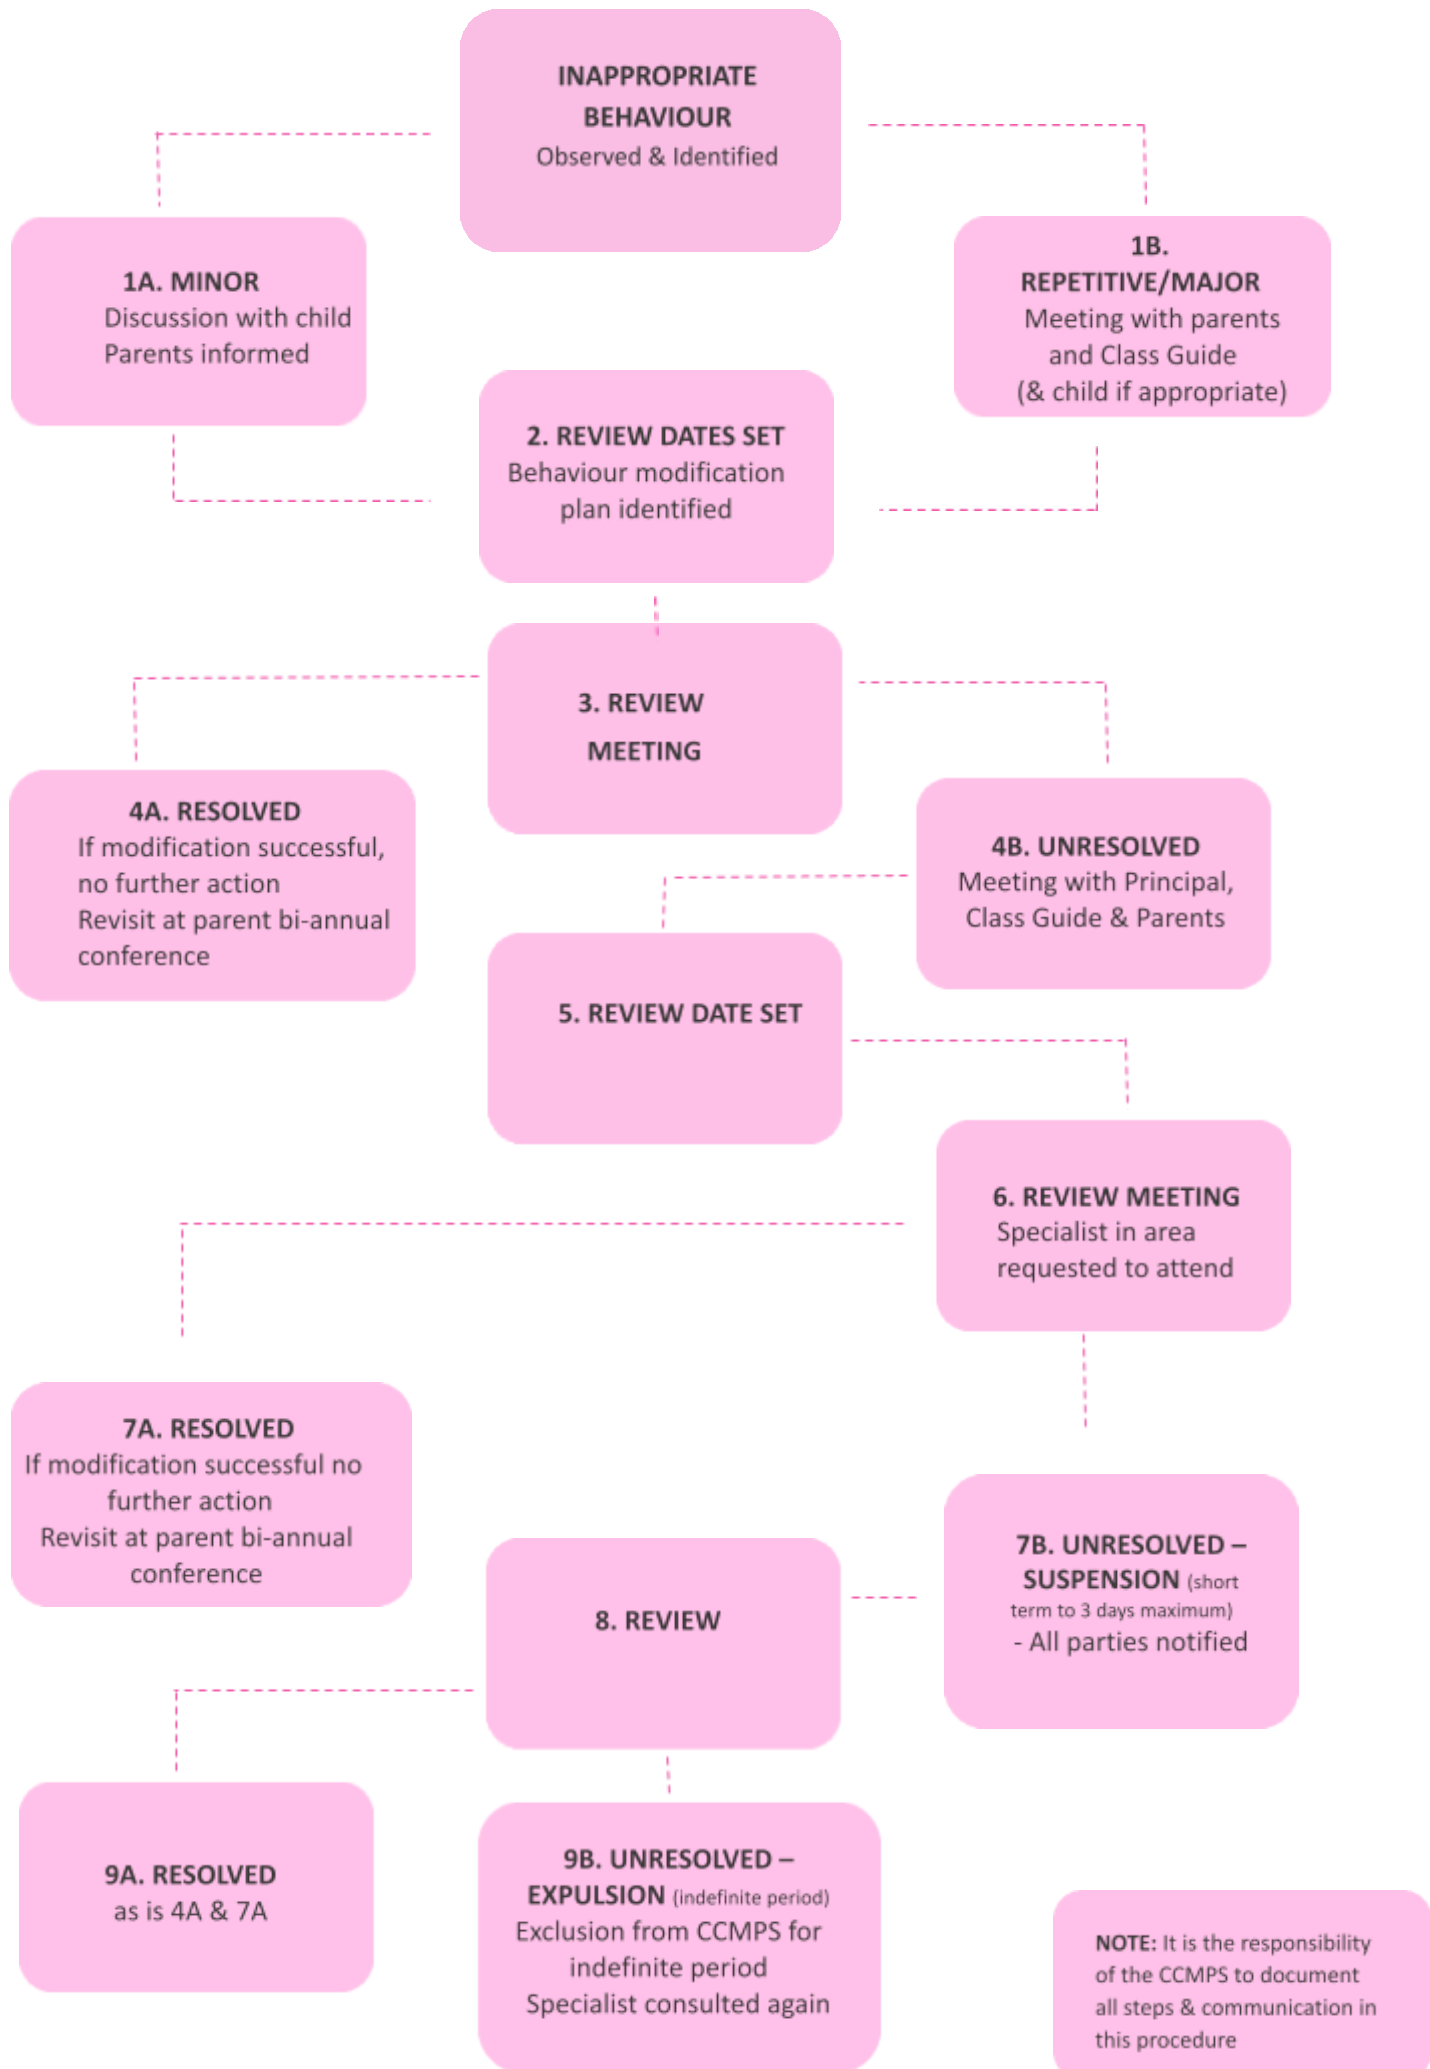 INAPPROPRIATE
BEHAVIOUR
Observed & Identified
1A. MINOR
Discussion with child
Parents informed
1B.
REPETITIVE/MAJOR
Meeting with parents
and Class Guide
(& child if appropriate)
2. REVIEW DATES SET
Behaviour modification
plan identified
3. REVIEW
MEETING
4A. RESOLVED
If modification successful,
no further action
Revisit at parent bi-annual
conference
4B. UNRESOLVED
Meeting with Principal,
Class Guide & Parents
5. REVIEW DATE SET
6. REVIEW MEETING
Specialist in area
requested to attend
7A. RESOLVED
If modification successful no
further action
Revisit at parent bi-annual
conference
7B. UNRESOLVED –
SUSPENSION (short
term to 3 days maximum)
- All parties notified
8. REVIEW
9A. RESOLVED
as is 4A & 7A
9B. UNRESOLVED –
EXPULSION (indefinite period)
Exclusion from CCMPS for
indefinite period
Specialist consulted again
NOTE: It is the responsibility
of the CCMPS to document
all steps & communication in
this procedure